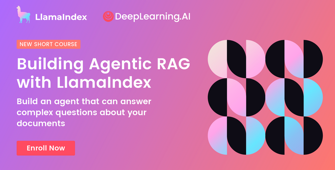 LlamaIndex DeepLearning.AI
NEW SHORT COURSE
Building Agentic RAG
with LlamaIndex
Build an agent that can answer
complex questions about your
documents
Enroll Now